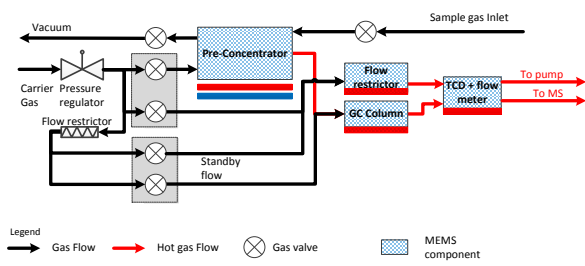 Vacuum
Sample gas Inlet
Pre-Concentrator
Carrier
Gas
Pressure
regulator
Flow
restrictor
TCD + flow
meter
To pump
To MS
GC Column
Flow restrictor
Standby
flow
Legend
Gas Flow
Hot gas Flow
Gas valve
MEMS
component